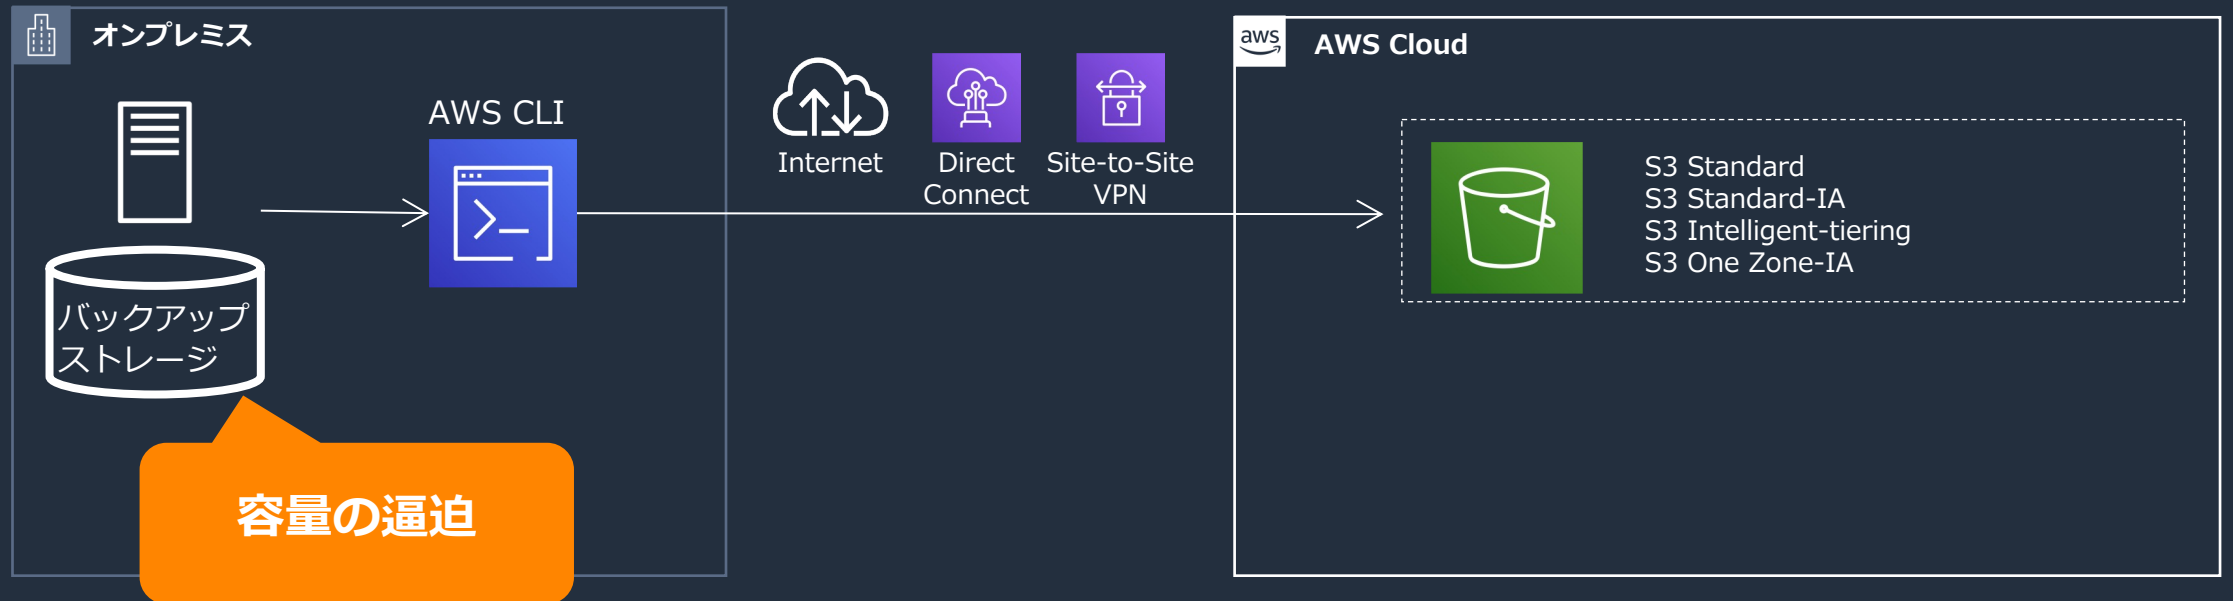 オンプレミス
AWS CLI
バックアップ
ストレージ
容量の逼迫
Internet
Direct
Connect
Site-to-Site
VPN
aws
AWS Cloud
S3 Standard
S3 Standard-IA
S3 Intelligent-tiering
S3 One Zone-IA